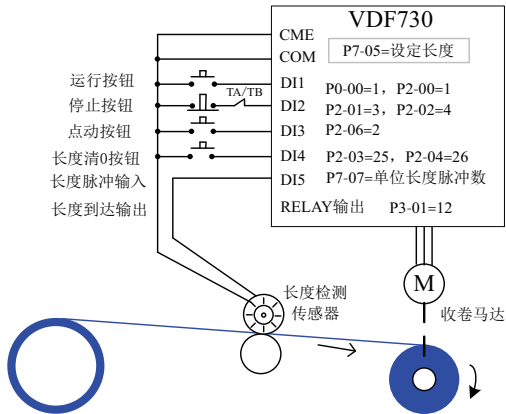 VDF730
CME
COM
P7-05=设定长度
运行按钮
DI1
P0-00=1，P2-00=1
停止按钮
TA/TB
DI2
P2-01=3，P2-02=4
点动按钮
DI3
P2-06=2
长度清0按钮
DI4
P2-03=25，P2-04=26
长度脉冲输入
DI5
P7-07=单位长度脉冲数
长度到达输出
RELAY输出
P3-01=12
M
长度检测
传感器
收卷马达